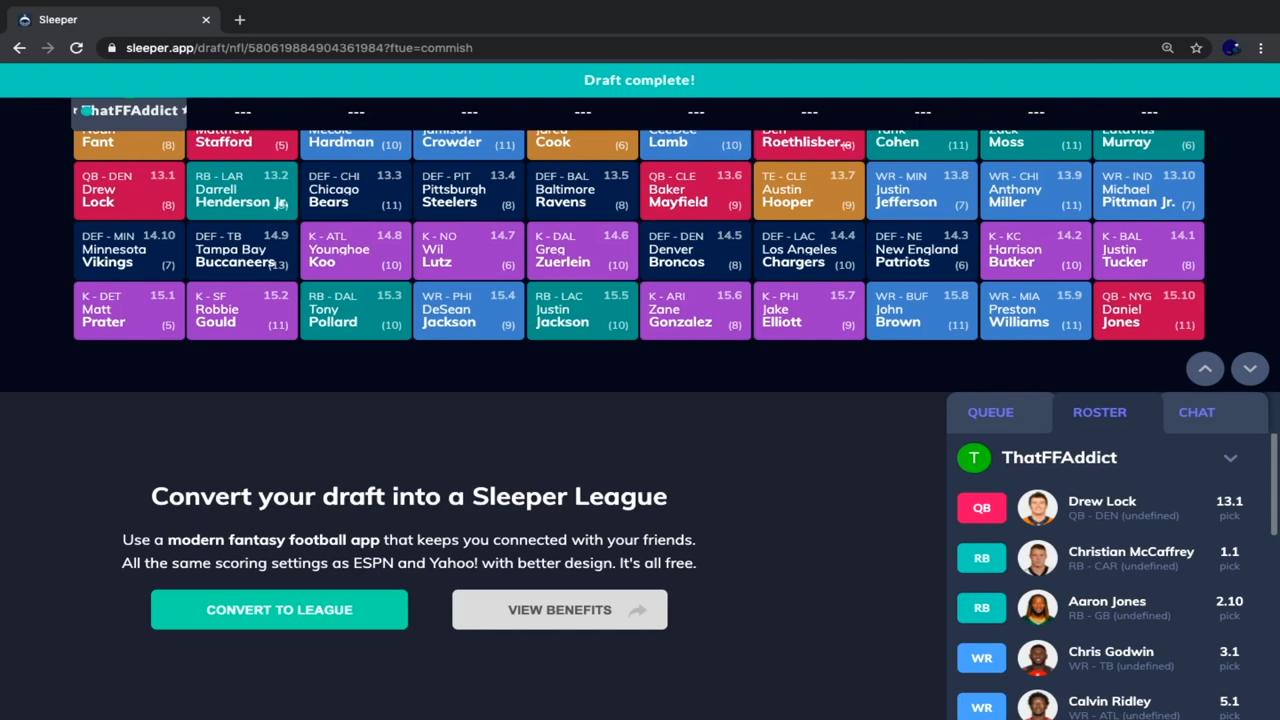 Sleeper
sleeper.app/draft/nfl/580619884904361984?ftue=commish
Draft complete!
ThatFFAddict --- --- --- --- --- --- --- --- ---
Noah Matthew Mecole Jamison Jared CeeDee Ben Tarik Zack Latavius
Fant (8) Stafford (5) Hardman (10) Crowder (11) Cook (6) Lamb (10) Roethlisber.. (8) Cohen (11) Moss (11) Murray (6)
QB - DEN 13.1 RB - LAR 13.2 DEF - CHI 13.3 DEF - PIT 13.4 DEF - BAL 13.5 QB - CLE 13.6 TE - CLE 13.7 WR - MIN 13.8 WR - CHI 13.9 WR - IND 13.10
Drew Darrell Chicago Pittsburgh Baltimore Baker Austin Justin Anthony Michael
Lock (8) Henderson Jr. Bears (11) Steelers (8) Ravens (8) Mayfield (9) Hooper (9) Jefferson (7) Miller (11) Pittman Jr. (7)
DEF - MIN 14.10 DEF - TB 14.9 K - ATL 14.8 K - NO 14.7 K - DAL 14.6 DEF - DEN 14.5 DEF - LAC 14.4 DEF - NE 14.3 K - KC 14.2 K - BAL 14.1
Minnesota Tampa Bay Younghoe Wil Greg Denver Los Angeles New England Harrison Justin
Vikings (7) Buccaneers (13) Koo (10) Lutz (6) Zuerlein (10) Broncos (8) Chargers (10) Patriots (6) Butker (10) Tucker (8)
K - DET 15.1 K - SF 15.2 RB - DAL 15.3 WR - PHI 15.4 RB - LAC 15.5 K - ARI 15.6 K - PHI 15.7 WR - BUF 15.8 WR - MIA 15.9 QB - NYG 15.10
Matt Robbie Tony DeSean Justin Zane Jake John Preston Daniel
Prater (5) Gould (11) Pollard (10) Jackson (9) Jackson (10) Gonzalez (8) Elliott (9) Brown (11) Williams (11) Jones (11)
QUEUE ROSTER CHAT
T ThatFFAddict
Convert your draft into a Sleeper League
Use a modern fantasy football app that keeps you connected with your friends.
All the same scoring settings as ESPN and Yahoo! with better design. It's all free.
CONVERT TO LEAGUE VIEW BENEFITS
QB Drew Lock 13.1
QB - DEN (undefined) pick
RB Christian McCaffrey 1.1
RB - CAR (undefined) pick
RB Aaron Jones 2.10
RB - GB (undefined) pick
WR Chris Godwin 3.1
WR - TB (undefined) pick
WR Calvin Ridley 5.1
WR - ATL (undefined) pick